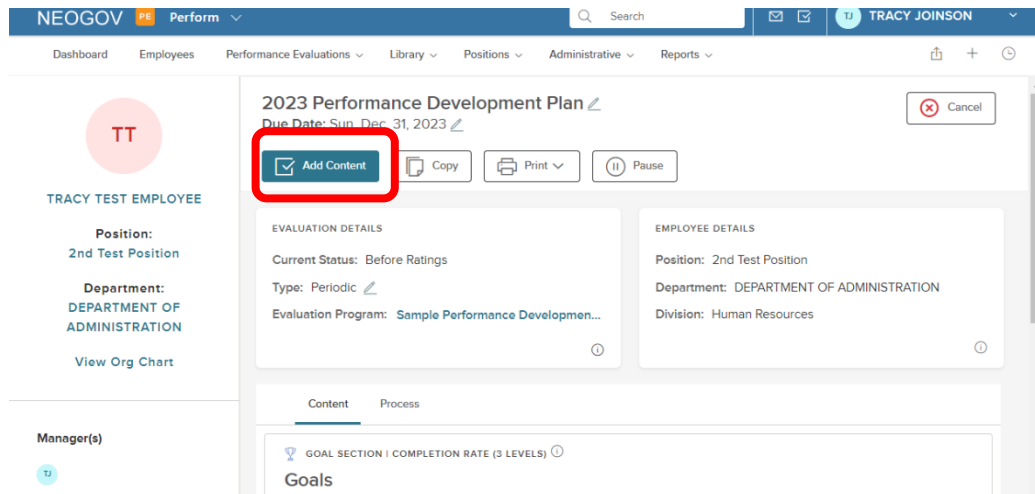 NEOGOV PE Perform
Search
TJ TRACY JOINSON
Dashboard Employees Performance Evaluations Library Positions Administrative Reports
TT
TRACY TEST EMPLOYEE
Position:
2nd Test Position
Department:
DEPARTMENT OF
ADMINISTRATION
View Org Chart
Manager(s)
TJ
2023 Performance Development Plan
Due Date: Sun, Dec, 31, 2023
Cancel
Add Content Copy Print Pause
EVALUATION DETAILS
Current Status: Before Ratings
Type: Periodic
Evaluation Program: Sample Performance Developmen...
EMPLOYEE DETAILS
Position: 2nd Test Position
Department: DEPARTMENT OF ADMINISTRATION
Division: Human Resources
Content Process
GOAL SECTION | COMPLETION RATE (3 LEVELS)
Goals